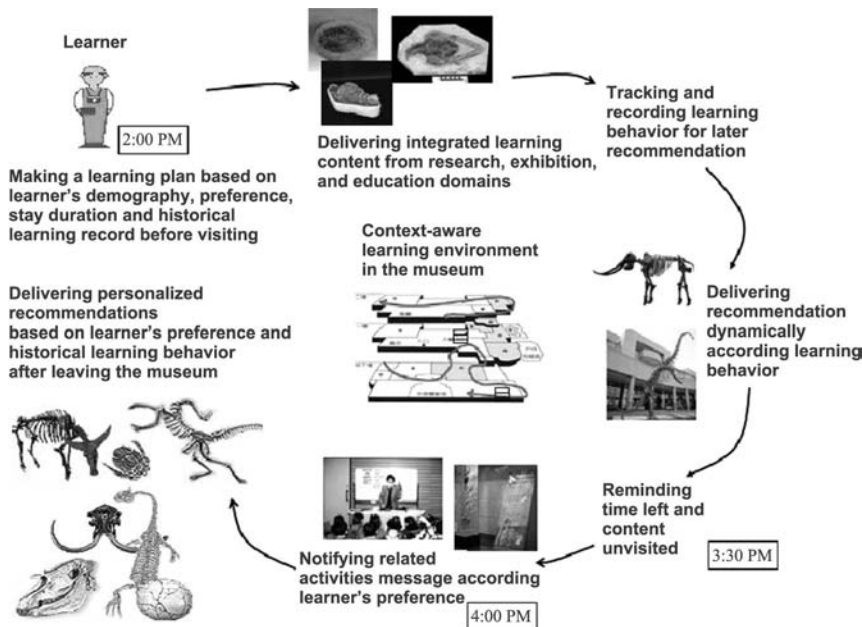 Learner
2:00 PM
Making a learning plan based on
learner's demography, preference,
stay duration and historical
learning record before visiting
Delivering integrated learning
content from research, exhibition,
and education domains
Tracking and
recording learning
behavior for later
recommendation
Context-aware
learning environment
in the museum
Delivering
recommendation
dynamically
according learning
behavior
Reminding
time left and
content
unvisited
3:30 PM
Notifying related
activities message according
learner's preference
4:00 PM
Delivering personalized
recommendations
based on learner's preference and
historical learning behavior
after leaving the museum